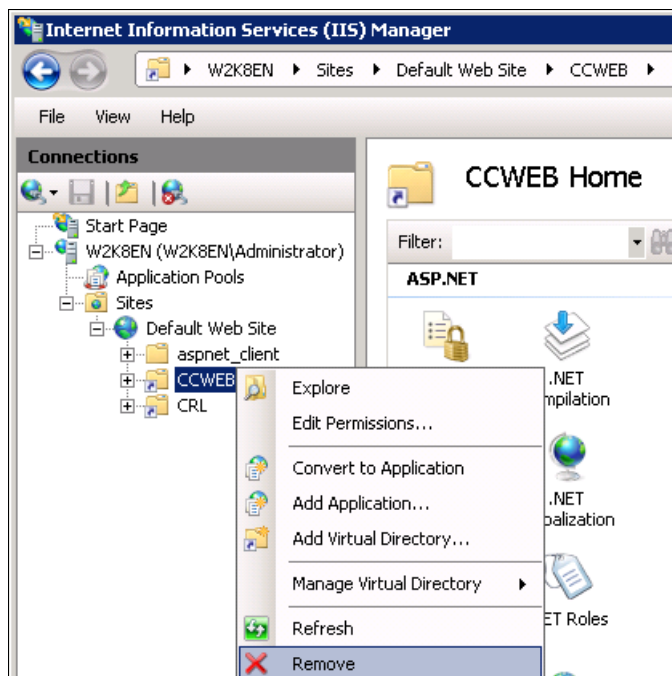 Internet Information Services (IIS) Manager
W2K8EN Sites Default Web Site CCWEB
File View Help
Connections
Start Page
W2K8EN (W2K8EN\Administrator)
Application Pools
Sites
Default Web Site
aspnet_client
CCWEB
CRL
CCWEB Home
Filter:
ASP.NET
.NET
mpilation
.NET
balization
ET Roles
Explore
Edit Permissions...
Convert to Application
Add Application...
Add Virtual Directory...
Manage Virtual Directory
Refresh
Remove